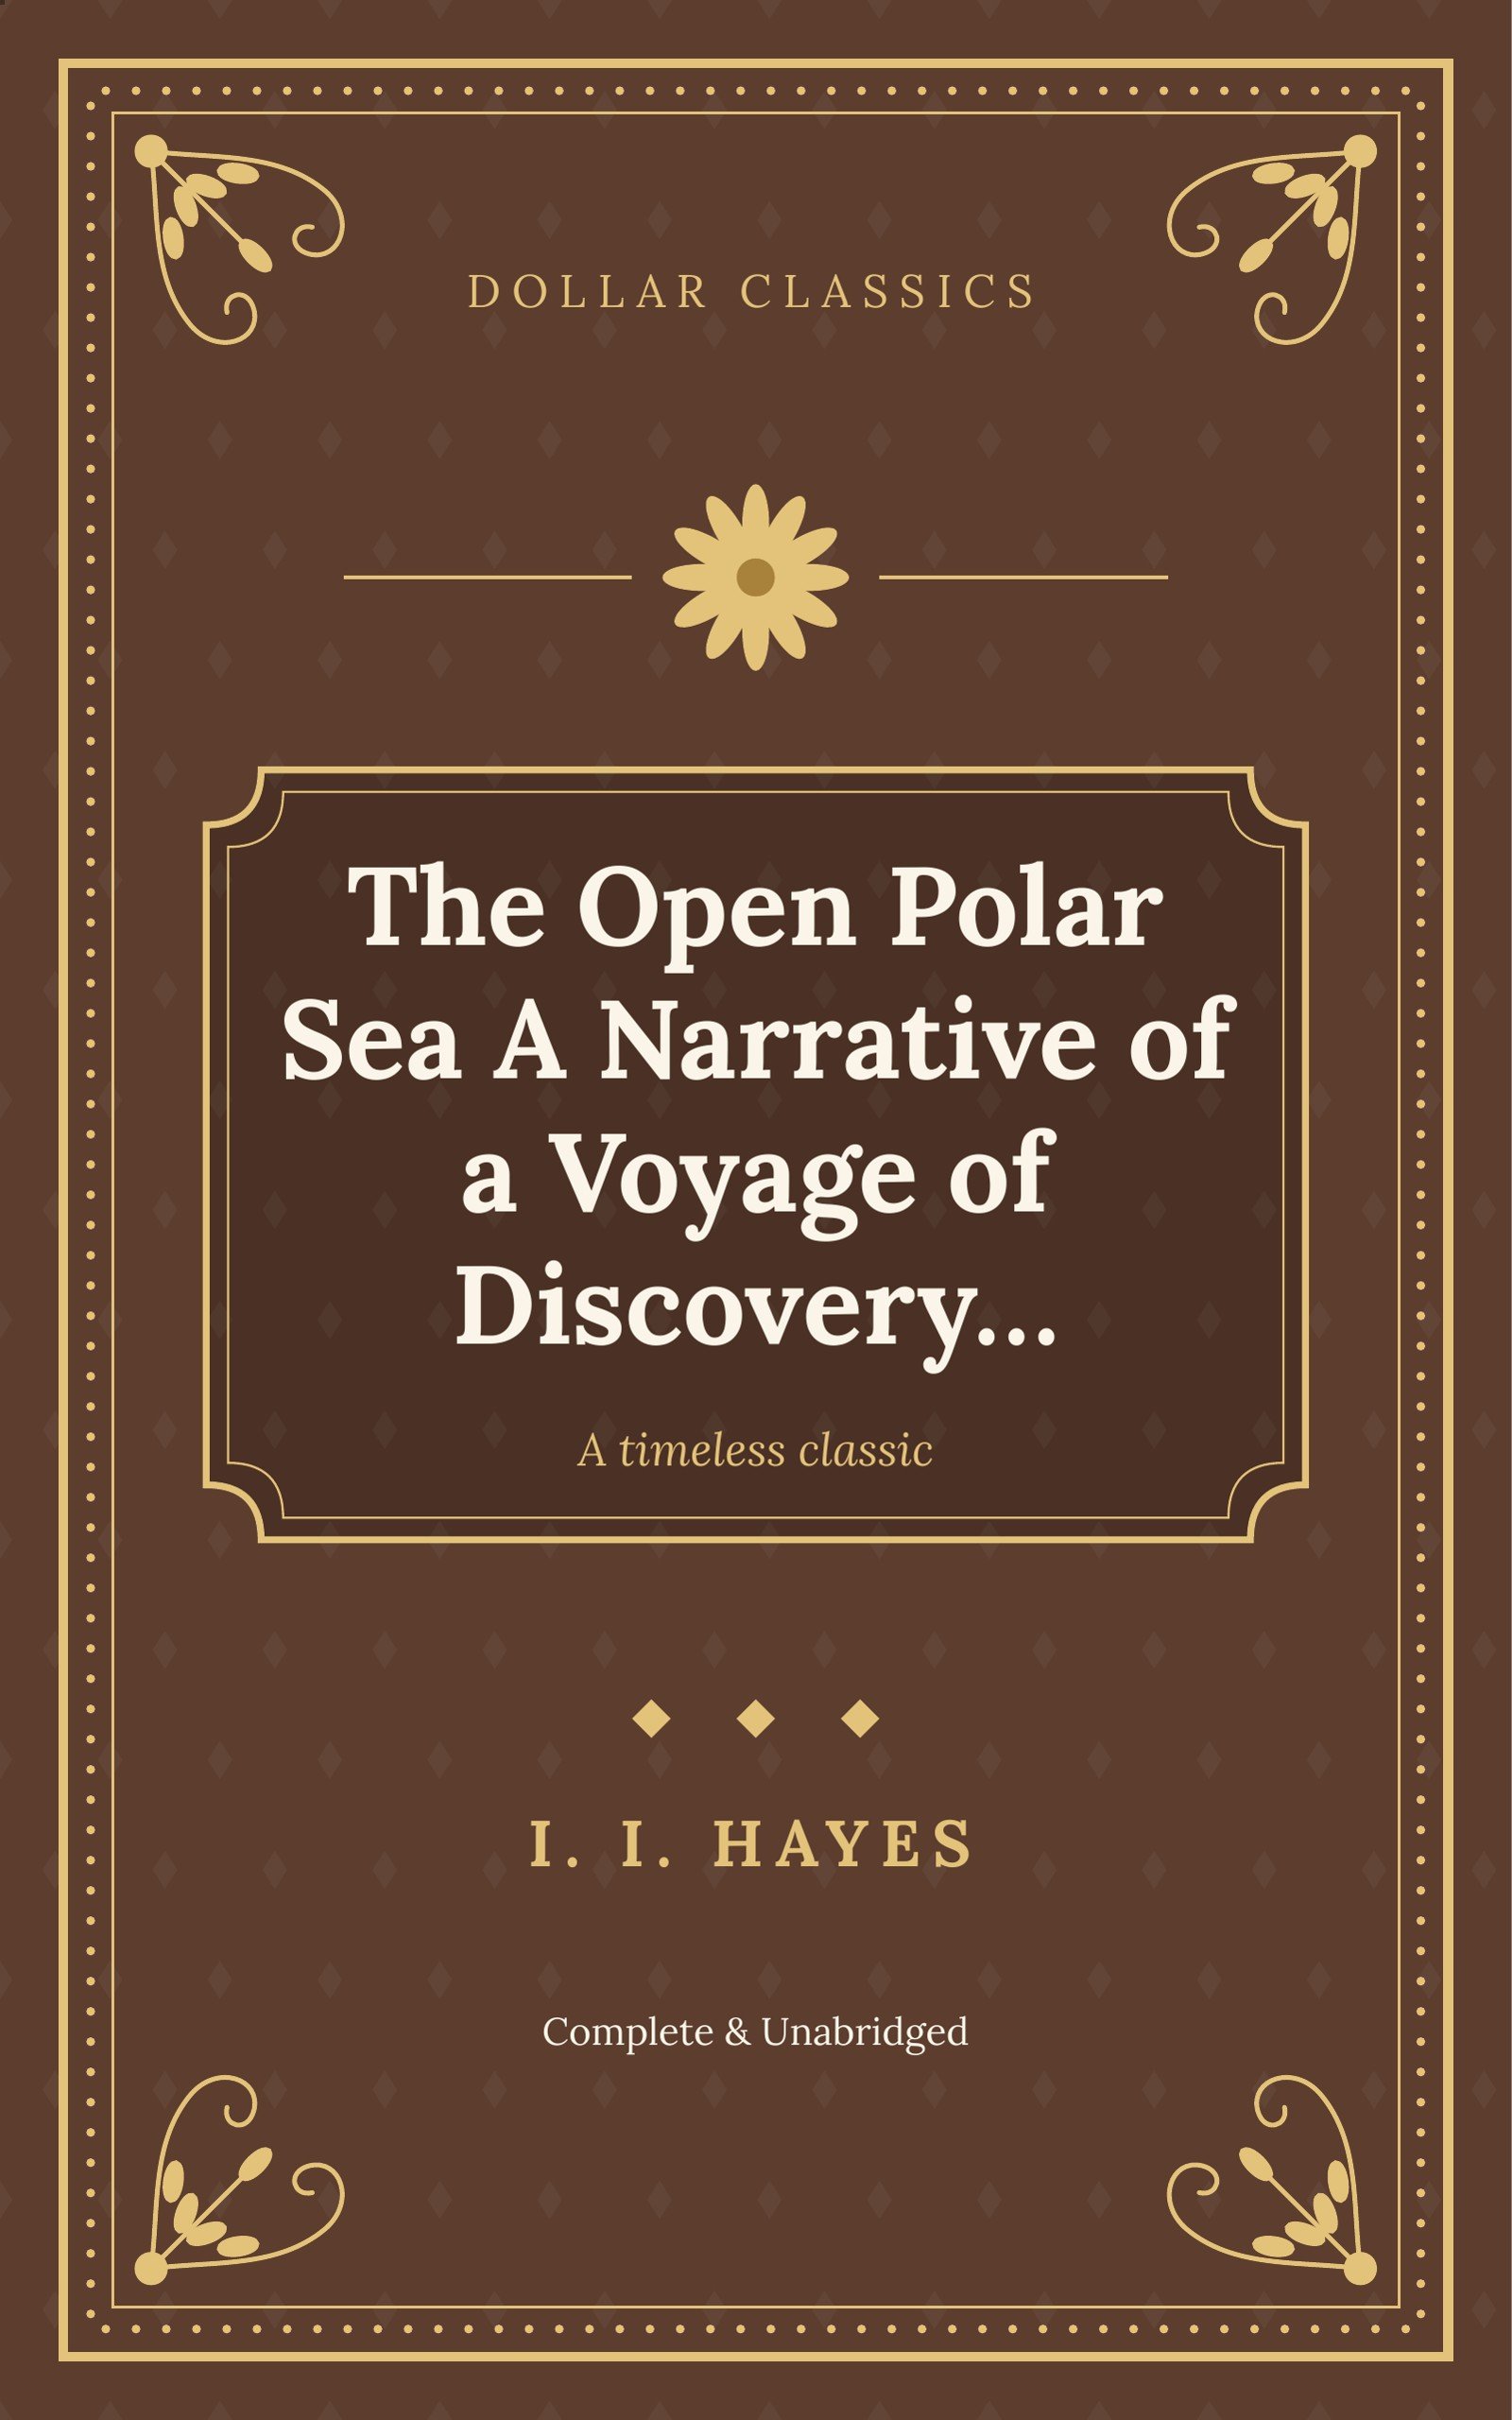 DOLLAR CLASSICS
The Open Polar
Sea A Narrative of
a Voyage of
Discovery...
A timeless classic
I. I. HAYES
Complete & Unabridged